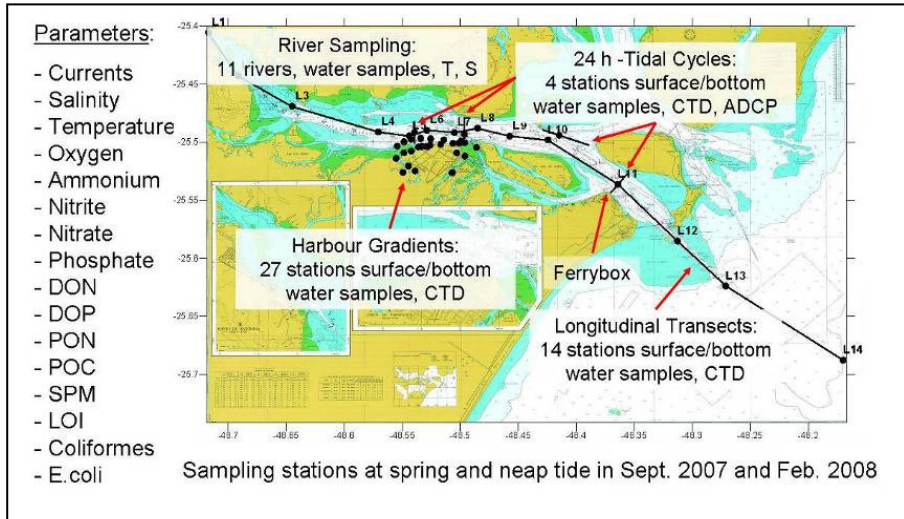 Parameters:
- Currents
- Salinity
- Temperature
- Oxygen
- Ammonium
- Nitrite
- Nitrate
- Phosphate
- DON
- DOP
- PON
- POC
- SPM
- LOI
- Coliformes
- E.coli
L1
-25.4
-25.45
-25.5
-25.55
-25.6
-25.65
-25.7
River Sampling:
11 rivers, water samples, T, S
24 h -Tidal Cycles:
4 stations surface/bottom
water samples, CTD, ADCP
L3
L4
L6
L7
L8
L9
L10
L11
L12
L13
L14
Harbour Gradients:
27 stations surface/bottom
water samples, CTD
Ferrybox
Longitudinal Transects:
14 stations surface/bottom
water samples, CTD
-48.7
-48.65
-48.6
-48.55
-48.5
-48.45
-48.4
-48.35
-48.3
-48.25
-48.2
Sampling stations at spring and neap tide in Sept. 2007 and Feb. 2008